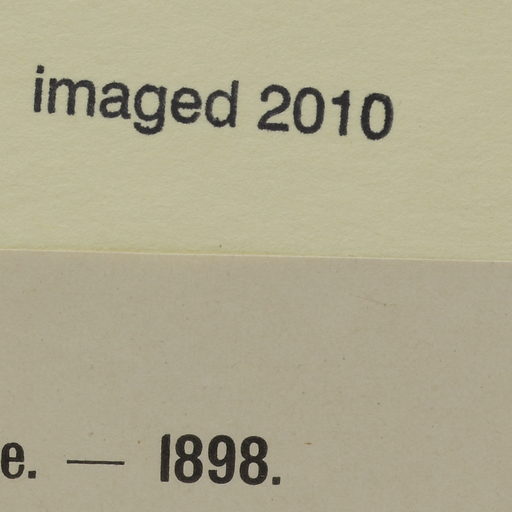 imaged 2010
e. — 1898.